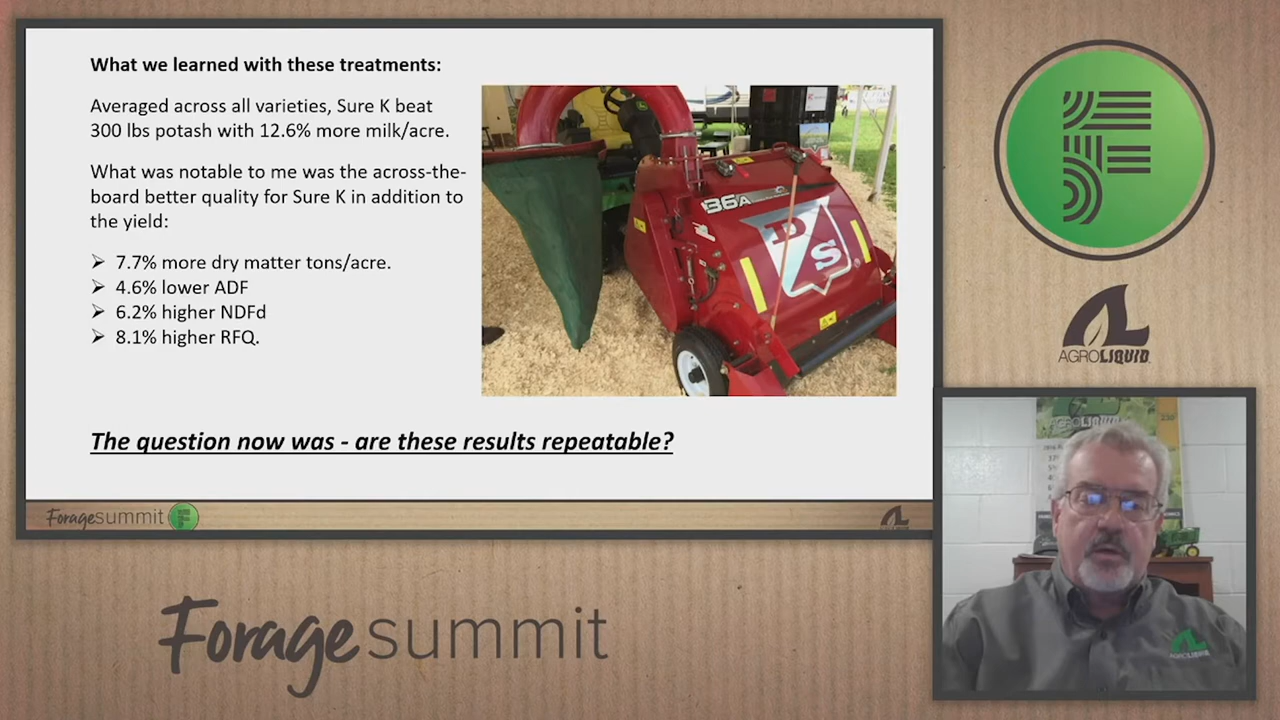 What we learned with these treatments:
Averaged across all varieties, Sure K beat
300 lbs potash with 12.6% more milk/acre.
What was notable to me was the across-the-
board better quality for Sure K in addition to
the yield:
➢ 7.7% more dry matter tons/acre.
➢ 4.6% lower ADF
➢ 6.2% higher NDFd
➢ 8.1% higher RFQ.
The question now was - are these results repeatable?
36A
D
S
Foragesummit F
F
AGROLIQUID
AGROLIQUID
AGROLIQUID
Foragesummit